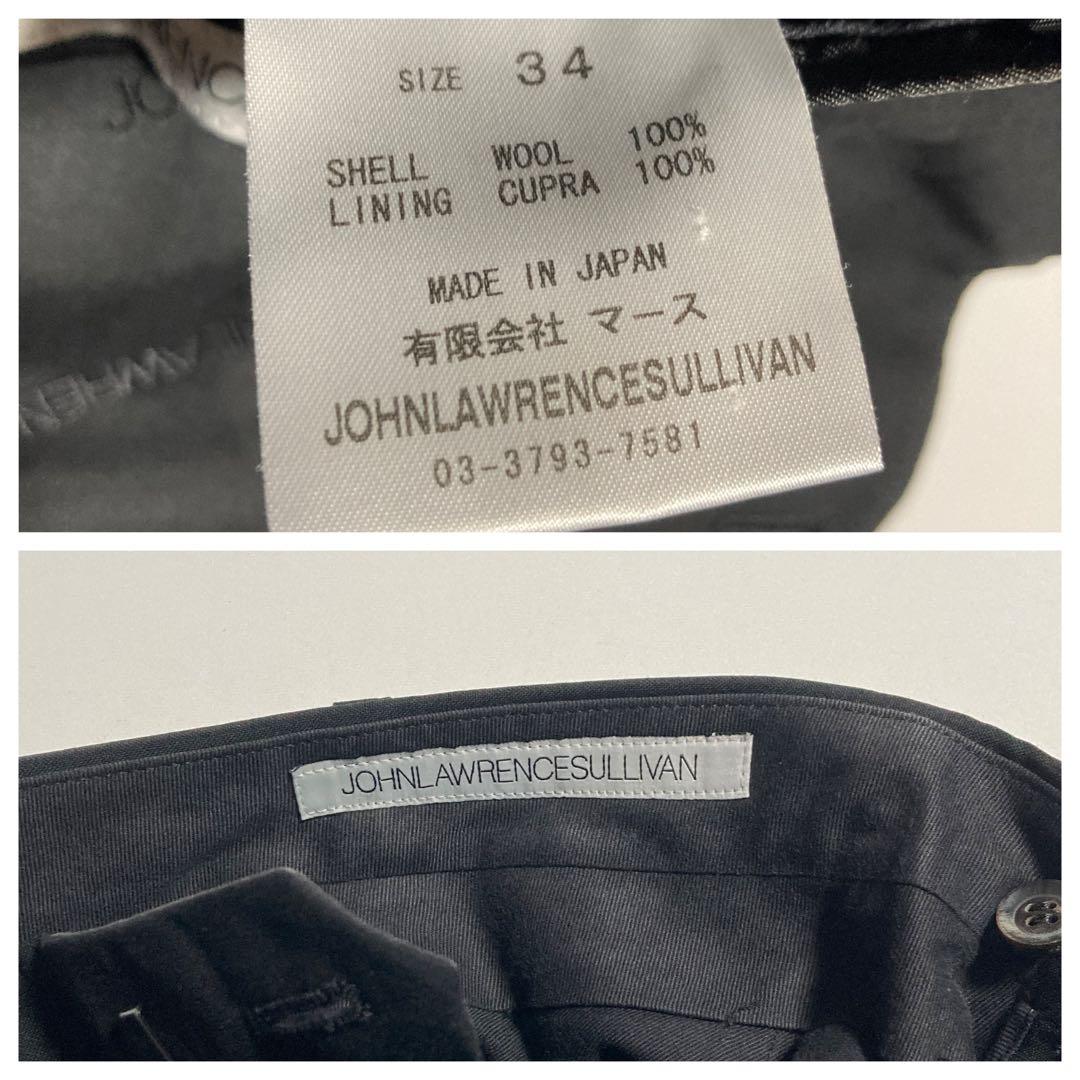 SIZE 34
SHELL WOOL 100%
LINING CUPRA 100%
MADE IN JAPAN
有限会社 マース
JOHNLAWRENCESULLIVAN
03-3793-7581
JOHNLAWRENCESULLIVAN